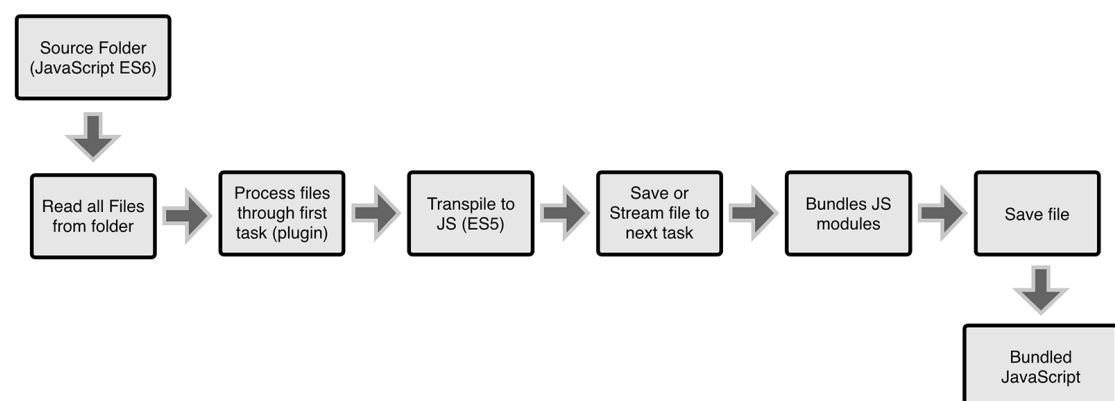 Source Folder
(JavaScript ES6)
Read all Files
from folder
Process files
through first
task (plugin)
Transpile to
JS (ES5)
Save or
Stream file to
next task
Bundles JS
modules
Save file
Bundled
JavaScript